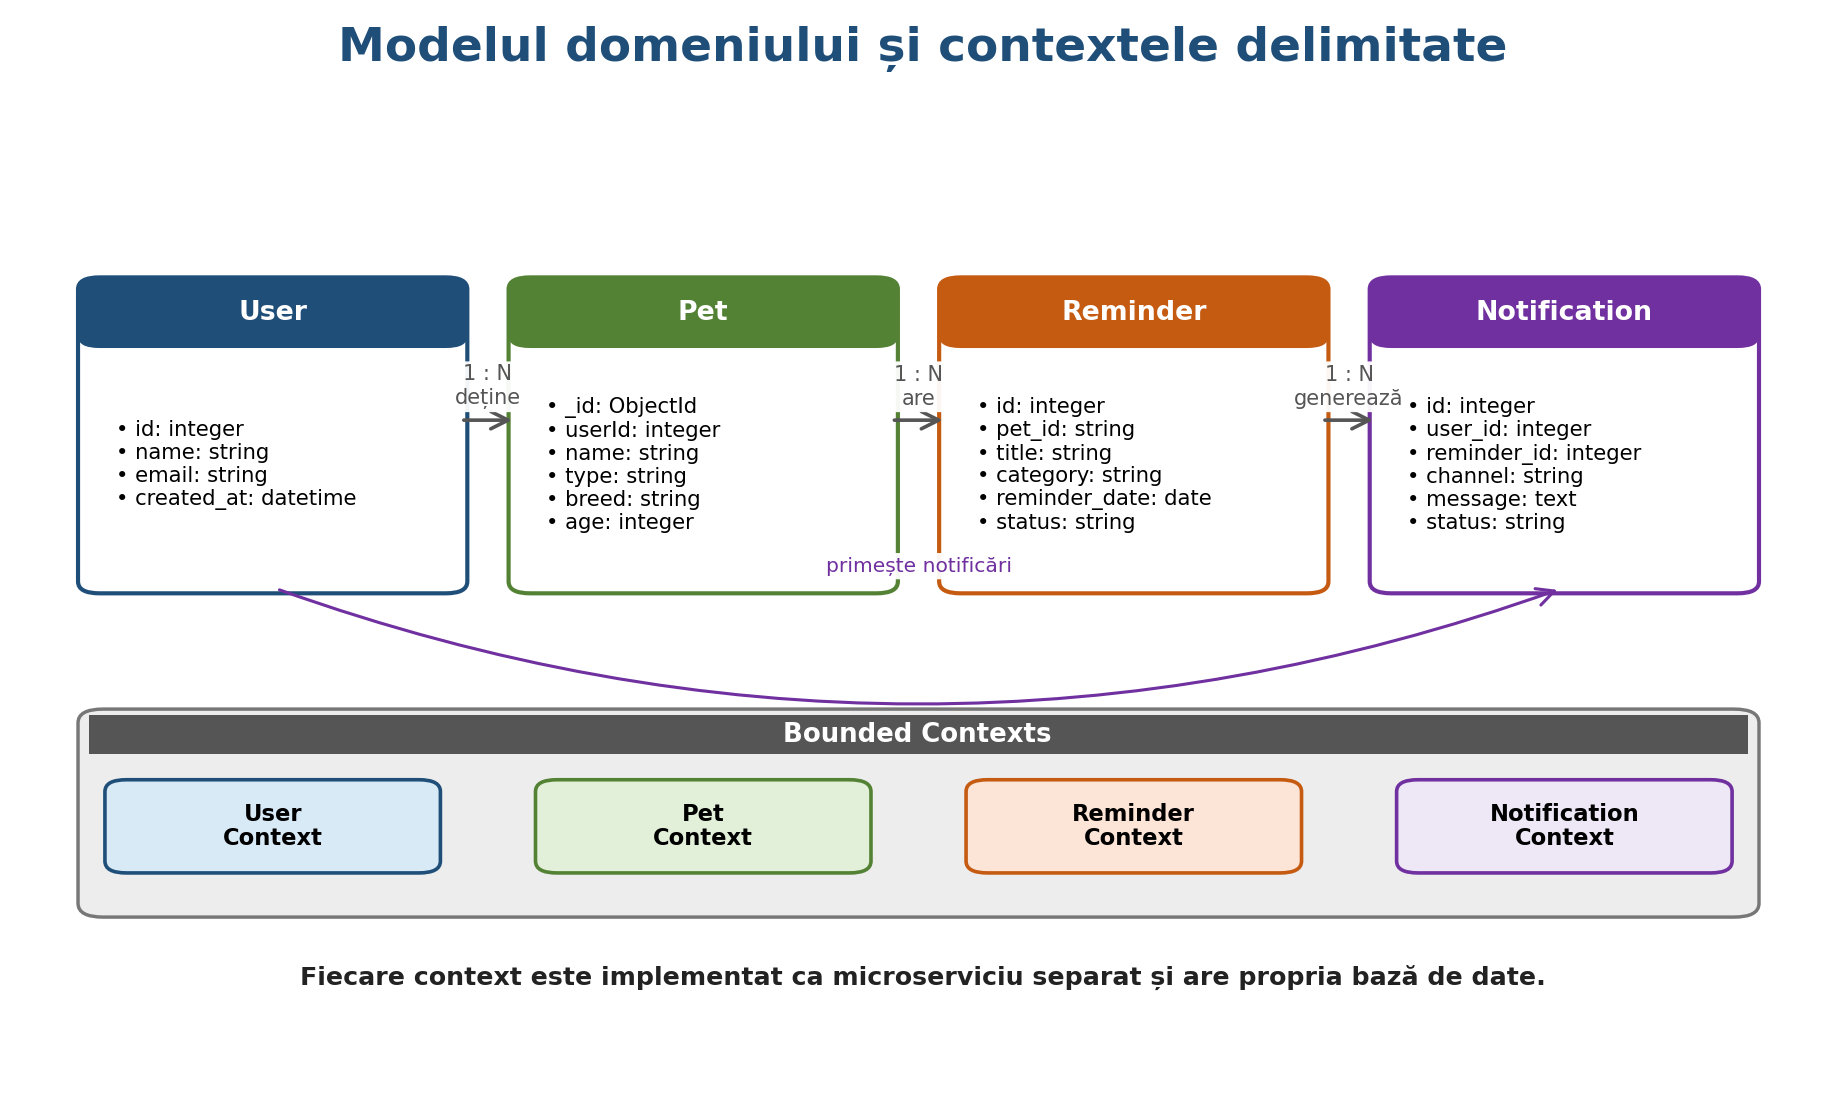 Modelul domeniului și contextele delimitate
User
• id: integer
• name: string
• email: string
• created_at: datetime
1 : N
deține
Pet
• _id: ObjectId
• userId: integer
• name: string
• type: string
• breed: string
• age: integer
1 : N
are
Reminder
• id: integer
• pet_id: string
• title: string
• category: string
• reminder_date: date
• status: string
1 : N
generează
Notification
• id: integer
• user_id: integer
• reminder_id: integer
• channel: string
• message: text
• status: string
primește notificări
Bounded Contexts
User
Context
Pet
Context
Reminder
Context
Notification
Context
Fiecare context este implementat ca microserviciu separat și are propria bază de date.